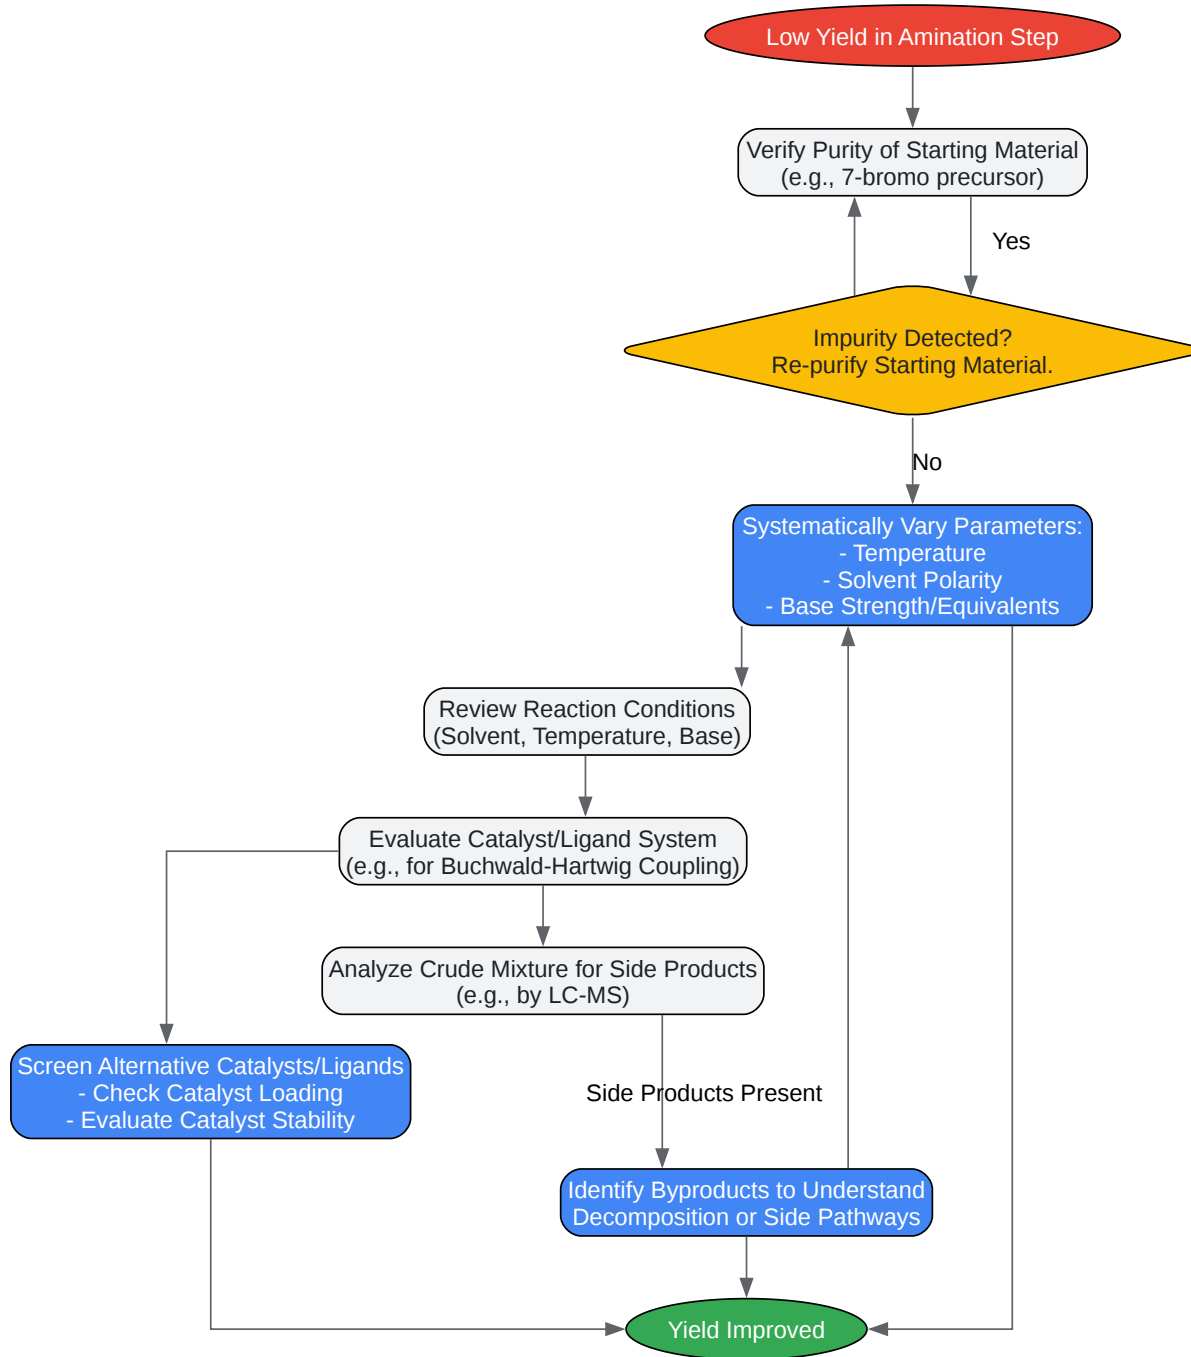 Low Yield in Amination Step
Verify Purity of Starting Material
(e.g., 7-bromo precursor)
Yes
Impurity Detected?
Re-purify Starting Material.
No
Systematically Vary Parameters:
- Temperature
- Solvent Polarity
- Base Strength/Equivalents
Review Reaction Conditions
(Solvent, Temperature, Base)
Evaluate Catalyst/Ligand System
(e.g., for Buchwald-Hartwig Coupling)
Analyze Crude Mixture for Side Products
(e.g., by LC-MS)
Screen Alternative Catalysts/Ligands
- Check Catalyst Loading
- Evaluate Catalyst Stability
Side Products Present
Identify Byproducts to Understand
Decomposition or Side Pathways
Yield Improved